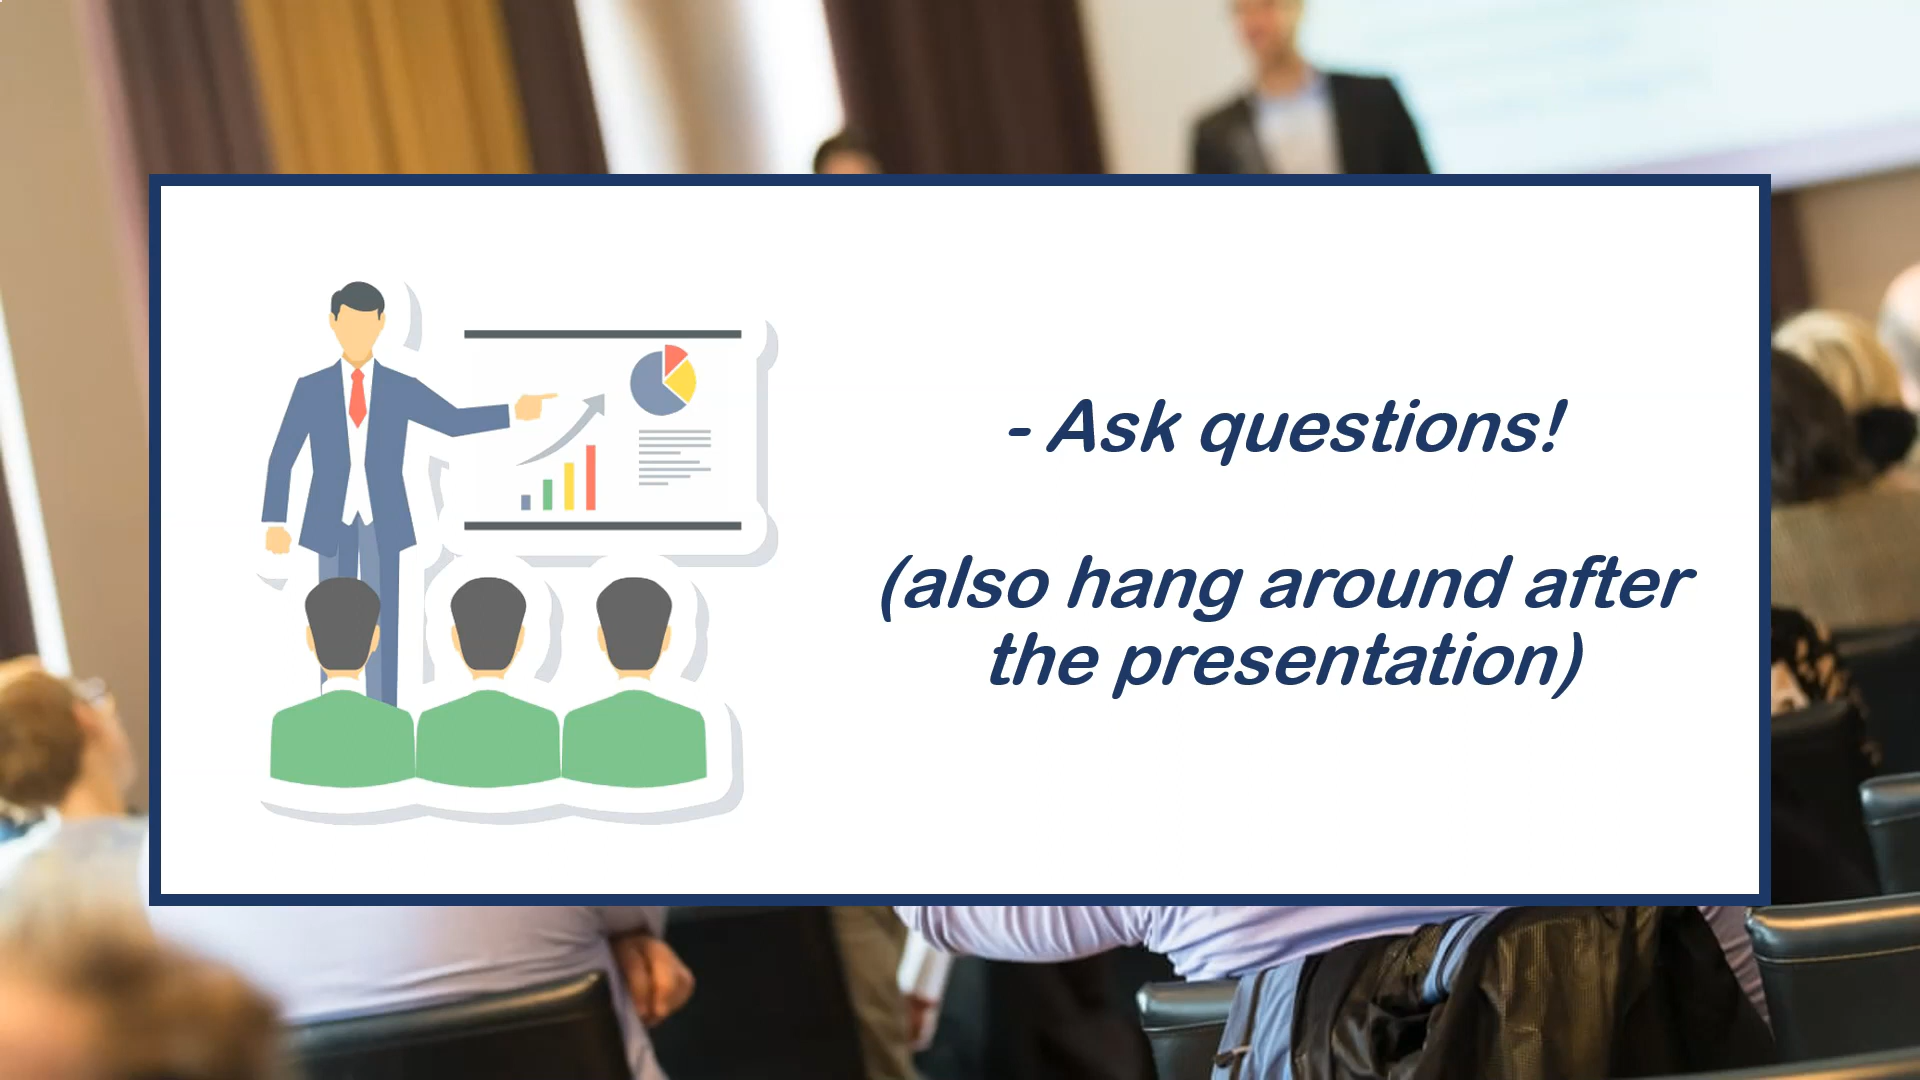 - Ask questions!
(also hang around after
the presentation)